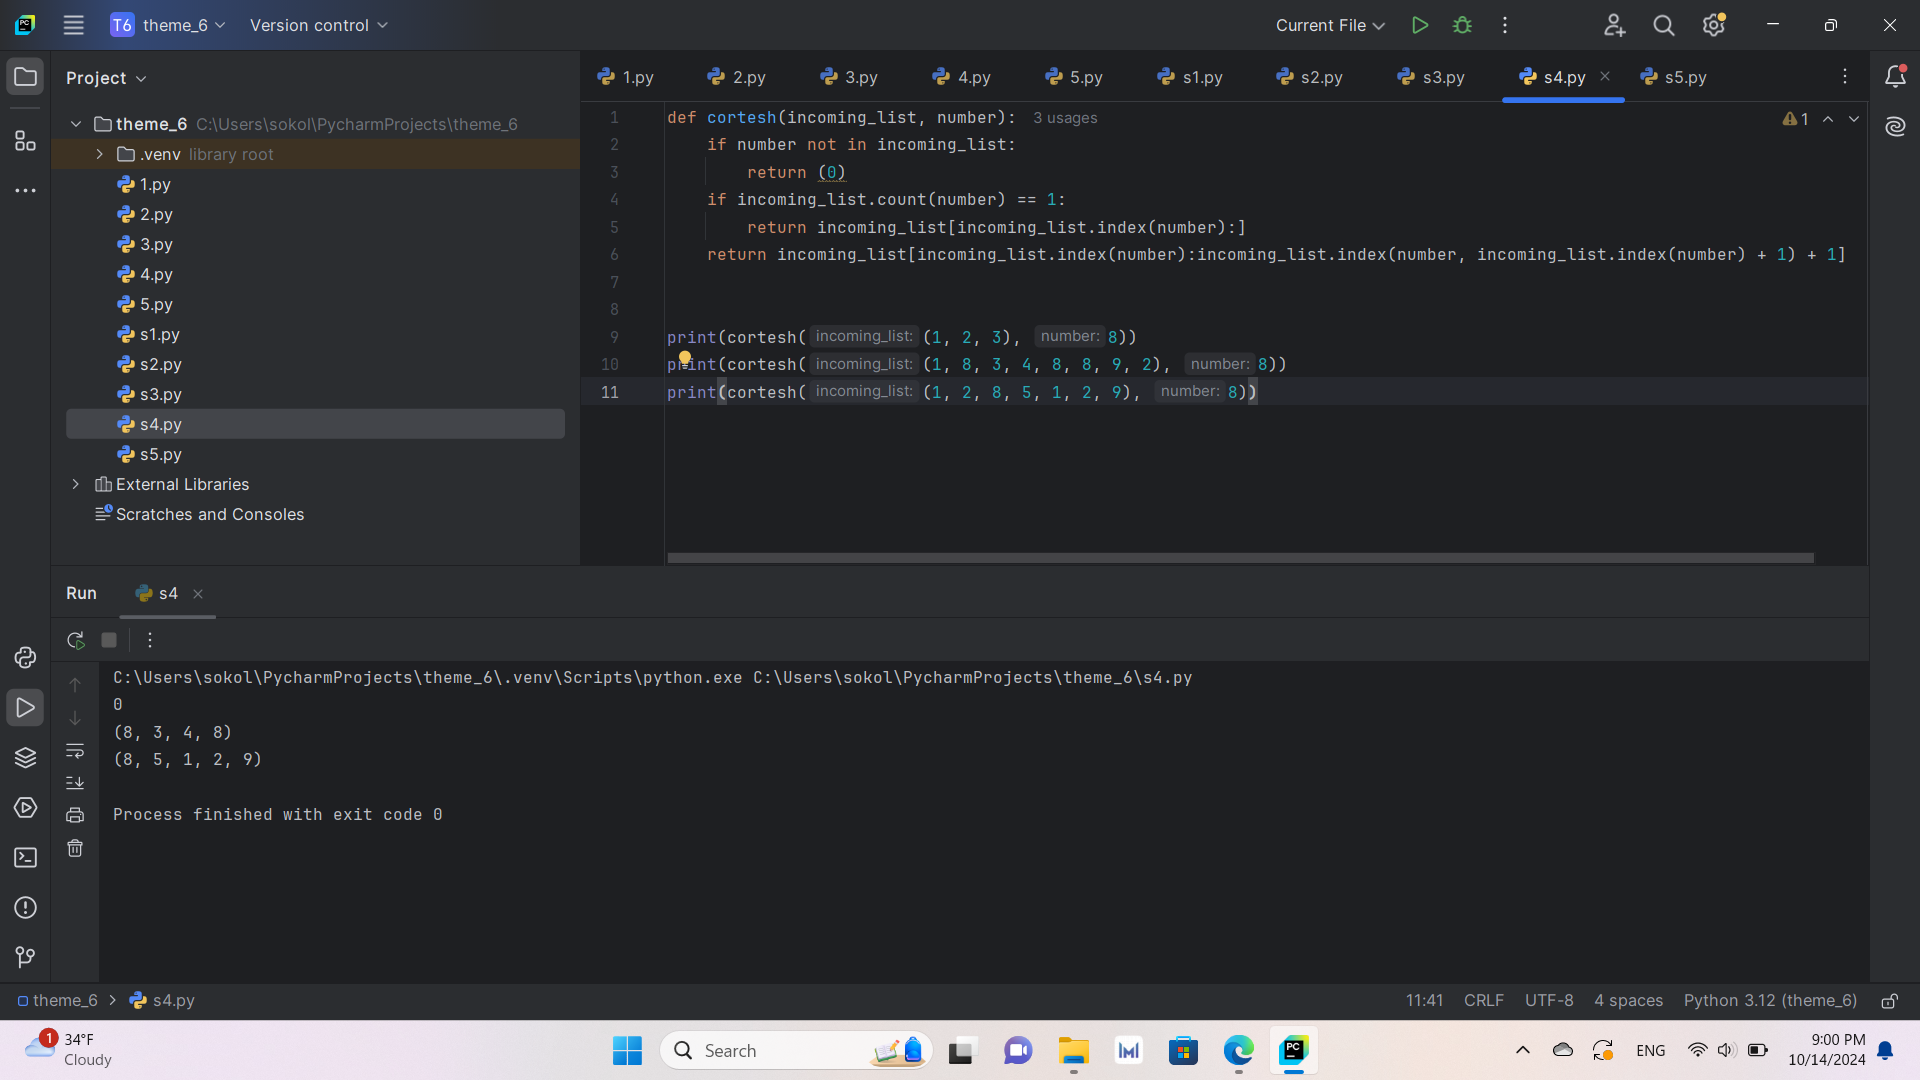 T6 theme_6 Version control Current File
Project
1.py 2.py 3.py 4.py 5.py s1.py s2.py s3.py s4.py s5.py
theme_6 C:\Users\sokol\PycharmProjects\theme_6
.venv library root
1.py
2.py
3.py
4.py
5.py
s1.py
s2.py
s3.py
s4.py
s5.py
External Libraries
Scratches and Consoles
1 def cortesh(incoming_list, number): 3 usages
1
2 if number not in incoming_list:
3 return (0)
4 if incoming_list.count(number) == 1:
5 return incoming_list[incoming_list.index(number):]
6 return incoming_list[incoming_list.index(number):incoming_list.index(number, incoming_list.index(number) + 1) + 1]
7
8
9 print(cortesh( incoming_list: (1, 2, 3), number: 8))
10 print(cortesh( incoming_list: (1, 8, 3, 4, 8, 8, 9, 2), number: 8))
11 print(cortesh( incoming_list: (1, 2, 8, 5, 1, 2, 9), number: 8))
Run s4
C:\Users\sokol\PycharmProjects\theme_6\.venv\Scripts\python.exe C:\Users\sokol\PycharmProjects\theme_6\s4.py
0
(8, 3, 4, 8)
(8, 5, 1, 2, 9)
Process finished with exit code 0
theme_6 > s4.py
11:41 CRLF UTF-8 4 spaces Python 3.12 (theme_6)
1
34°F
Cloudy
Search
PC
ENG
9:00 PM
10/14/2024